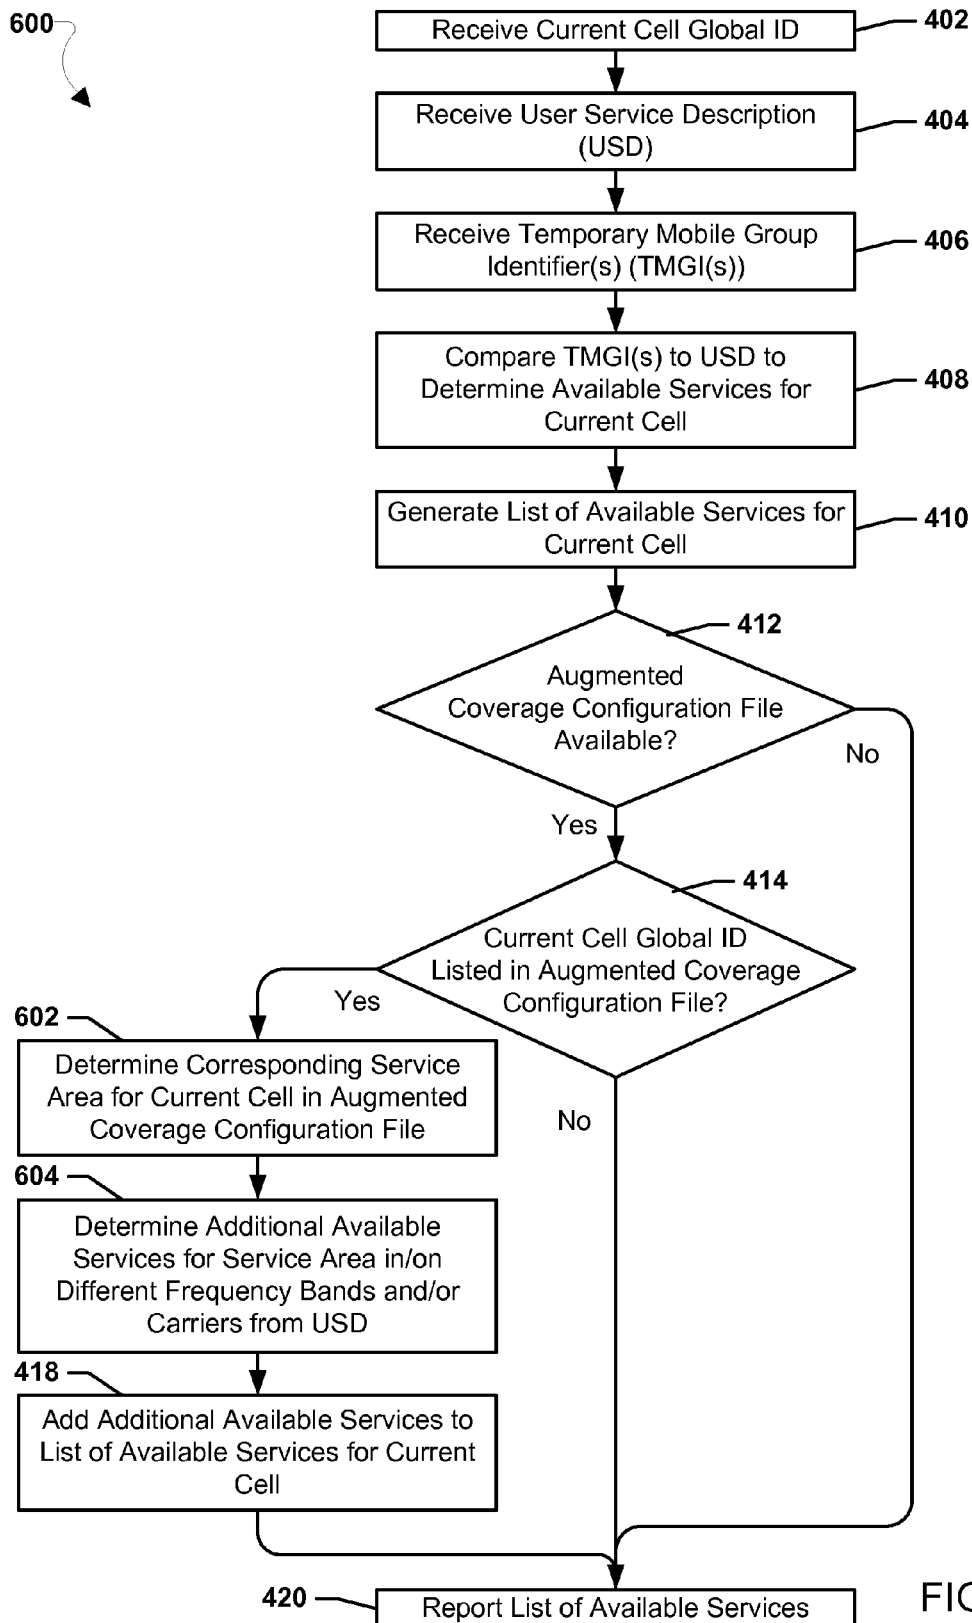 600
Receive Current Cell Global ID
402
Receive User Service Description
(USD)
404
Receive Temporary Mobile Group
Identifier(s) (TMGI(s))
406
Compare TMGI(s) to USD to
Determine Available Services for
Current Cell
408
Generate List of Available Services for
Current Cell
410
412
Augmented
Coverage Configuration File
Available?
No
Yes
414
Current Cell Global ID
Listed in Augmented Coverage
Configuration File?
Yes
No
602
Determine Corresponding Service
Area for Current Cell in Augmented
Coverage Configuration File
604
Determine Additional Available
Services for Service Area in/on
Different Frequency Bands and/or
Carriers from USD
418
Add Additional Available Services to
List of Available Services for Current
Cell
420
Report List of Available Services